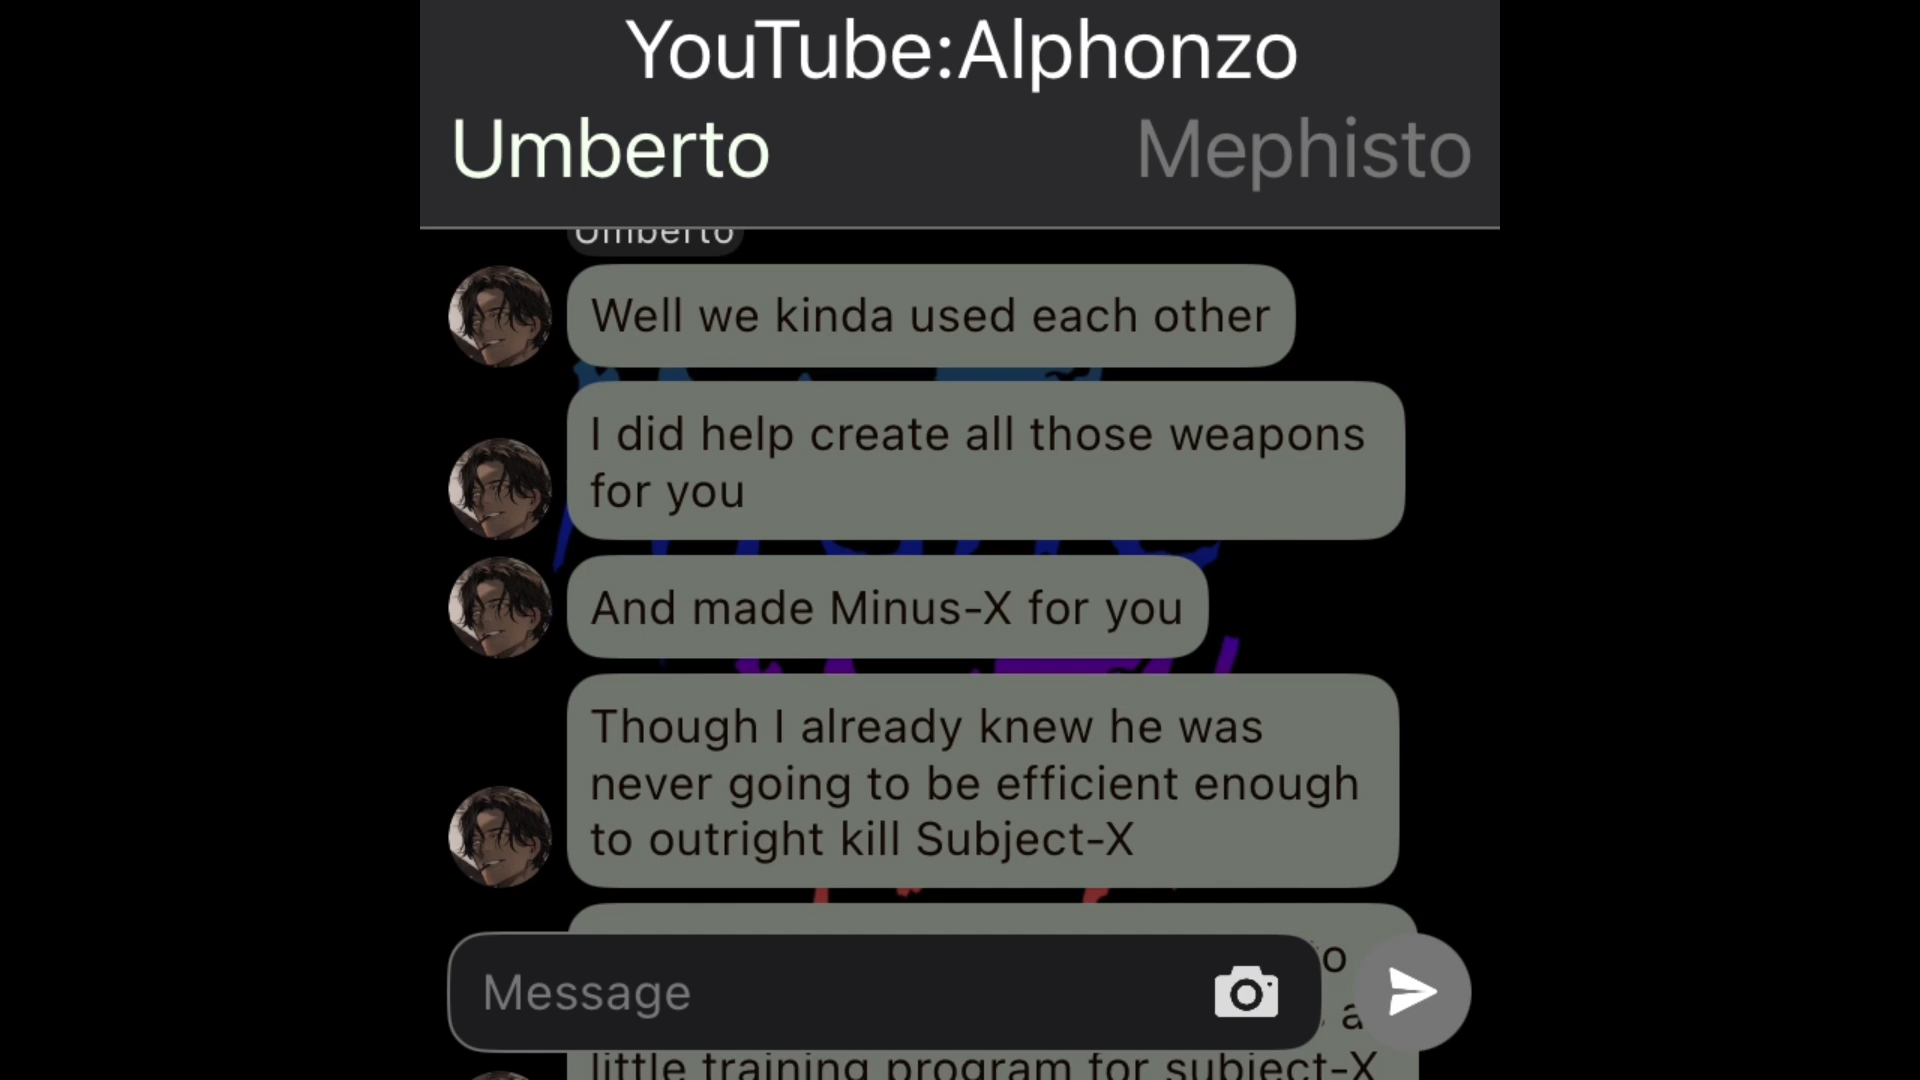 YouTube:Alphonzo
Umberto Mephisto
Umberto
Well we kinda used each other
I did help create all those weapons
for you
And made Minus-X for you
Though I already knew he was
never going to be efficient enough
to outright kill Subject-X
Message
little training program for subject-X